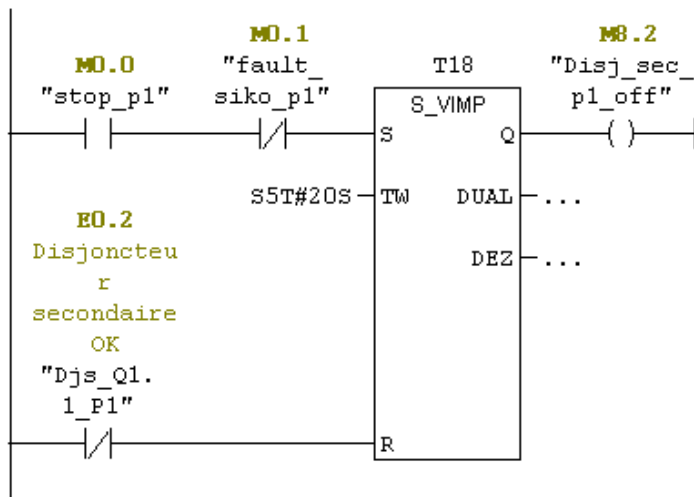 M0.0
"stop_p1"
M0.1
"fault_
siko_p1"
T18
S_VIMP
M8.2
"Disj_sec_
p1_off"
S
Q
S5T#20S
TW
DUAL
...
DEZ
...
E0.2
Disjoncteu
r
secondaire
OK
"Djs_Q1.
1_P1"
R